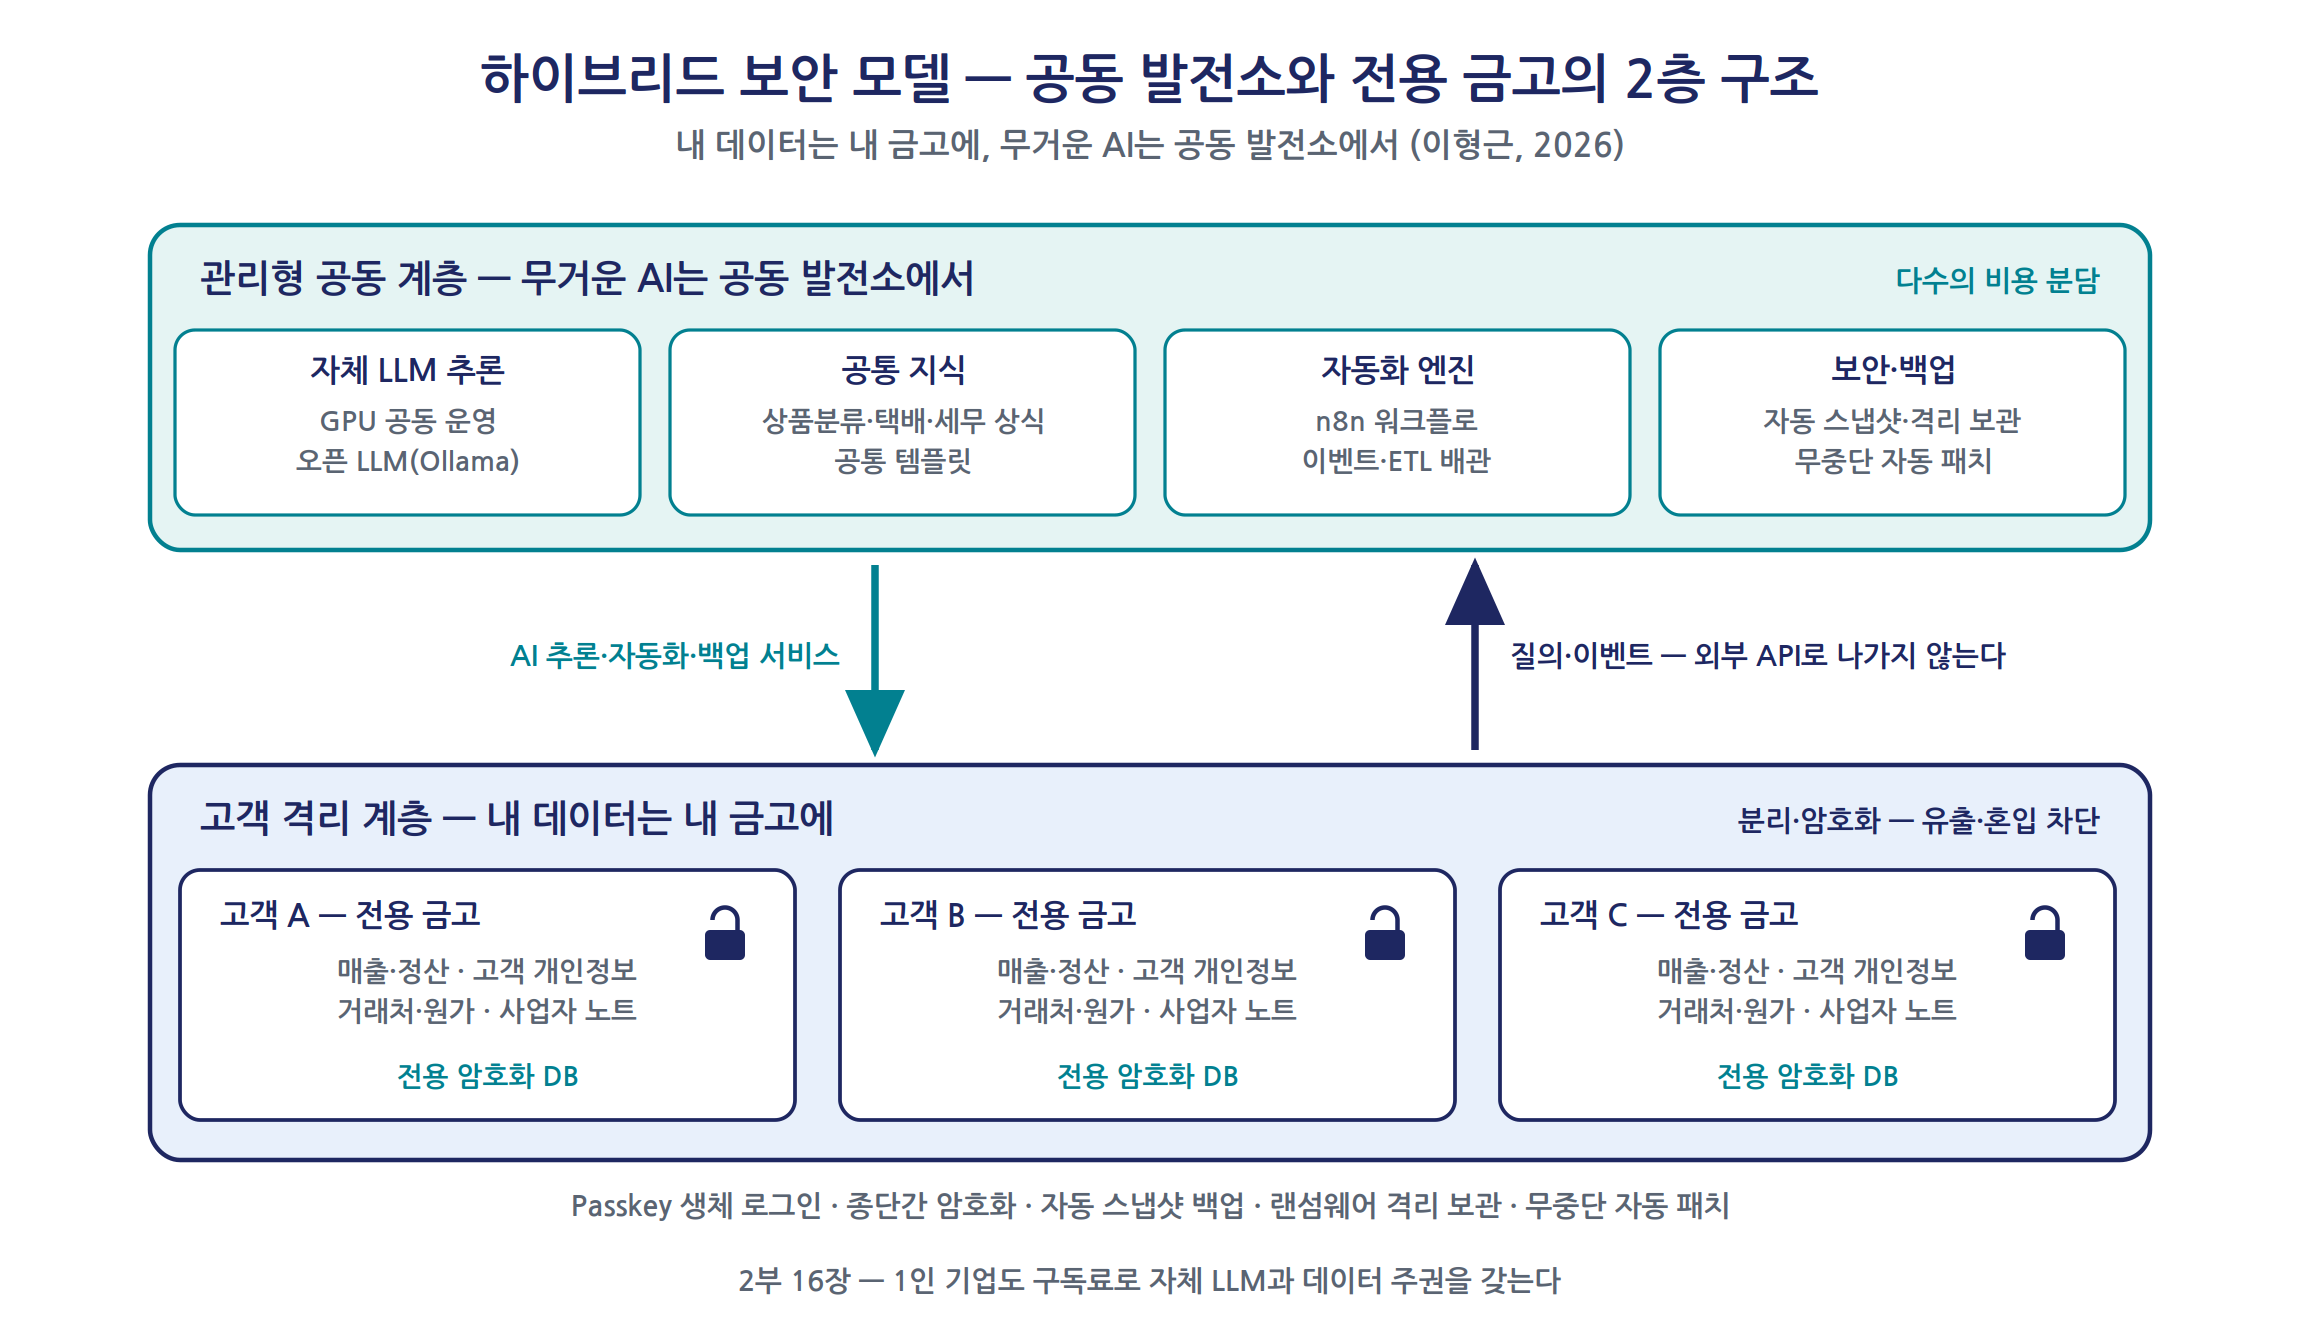 하이브리드 보안 모델 — 공동 발전소와 전용 금고의 2층 구조
내 데이터는 내 금고에, 무거운 AI는 공동 발전소에서 (이형근, 2026)
관리형 공동 계층 — 무거운 AI는 공동 발전소에서
다수의 비용 분담
자체 LLM 추론
GPU 공동 운영
오픈 LLM(Ollama)
공통 지식
상품분류·택배·세무 상식
공통 템플릿
자동화 엔진
n8n 워크플로
이벤트·ETL 배관
보안·백업
자동 스냅샷·격리 보관
무중단 자동 패치
AI 추론·자동화·백업 서비스
질의·이벤트 — 외부 API로 나가지 않는다
고객 격리 계층 — 내 데이터는 내 금고에
분리·암호화 — 유출·혼입 차단
고객 A — 전용 금고
매출·정산 · 고객 개인정보
거래처·원가 · 사업자 노트
전용 암호화 DB
고객 B — 전용 금고
매출·정산 · 고객 개인정보
거래처·원가 · 사업자 노트
전용 암호화 DB
고객 C — 전용 금고
매출·정산 · 고객 개인정보
거래처·원가 · 사업자 노트
전용 암호화 DB
Passkey 생체 로그인 · 종단간 암호화 · 자동 스냅샷 백업 · 랜섬웨어 격리 보관 · 무중단 자동 패치
2부 16장 — 1인 기업도 구독료로 자체 LLM과 데이터 주권을 갖는다